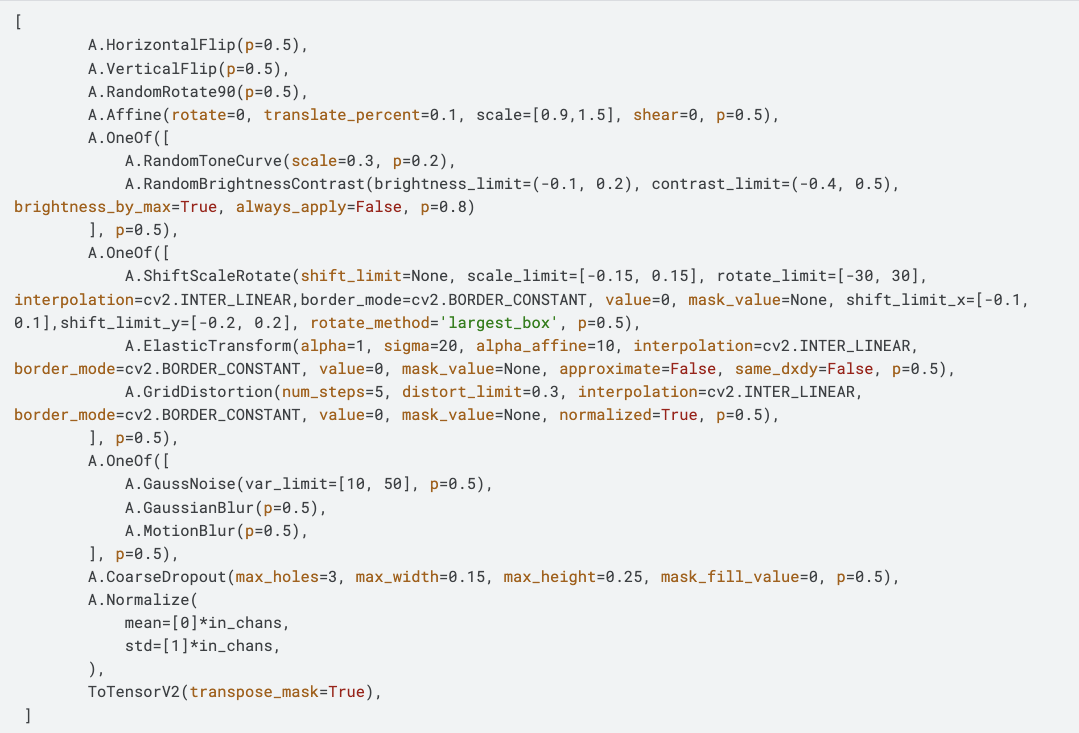 [
        A.HorizontalFlip(p=0.5),
        A.VerticalFlip(p=0.5),
        A.RandomRotate90(p=0.5),
        A.Affine(rotate=0, translate_percent=0.1, scale=[0.9,1.5], shear=0, p=0.5),
        A.OneOf([
            A.RandomToneCurve(scale=0.3, p=0.2),
            A.RandomBrightnessContrast(brightness_limit=(-0.1, 0.2), contrast_limit=(-0.4, 0.5),
brightness_by_max=True, always_apply=False, p=0.8)
        ], p=0.5),
        A.OneOf([
            A.ShiftScaleRotate(shift_limit=None, scale_limit=[-0.15, 0.15], rotate_limit=[-30, 30],
interpolation=cv2.INTER_LINEAR,border_mode=cv2.BORDER_CONSTANT, value=0, mask_value=None, shift_limit_x=[-0.1,
0.1],shift_limit_y=[-0.2, 0.2], rotate_method='largest_box', p=0.5),
            A.ElasticTransform(alpha=1, sigma=20, alpha_affine=10, interpolation=cv2.INTER_LINEAR,
border_mode=cv2.BORDER_CONSTANT, value=0, mask_value=None, approximate=False, same_dxdy=False, p=0.5),
            A.GridDistortion(num_steps=5, distort_limit=0.3, interpolation=cv2.INTER_LINEAR,
border_mode=cv2.BORDER_CONSTANT, value=0, mask_value=None, normalized=True, p=0.5),
        ], p=0.5),
        A.OneOf([
            A.GaussNoise(var_limit=[10, 50], p=0.5),
            A.GaussianBlur(p=0.5),
            A.MotionBlur(p=0.5),
        ], p=0.5),
        A.CoarseDropout(max_holes=3, max_width=0.15, max_height=0.25, mask_fill_value=0, p=0.5),
        A.Normalize(
            mean=[0]*in_chans,
            std=[1]*in_chans,
        ),
        ToTensorV2(transpose_mask=True),
 ]